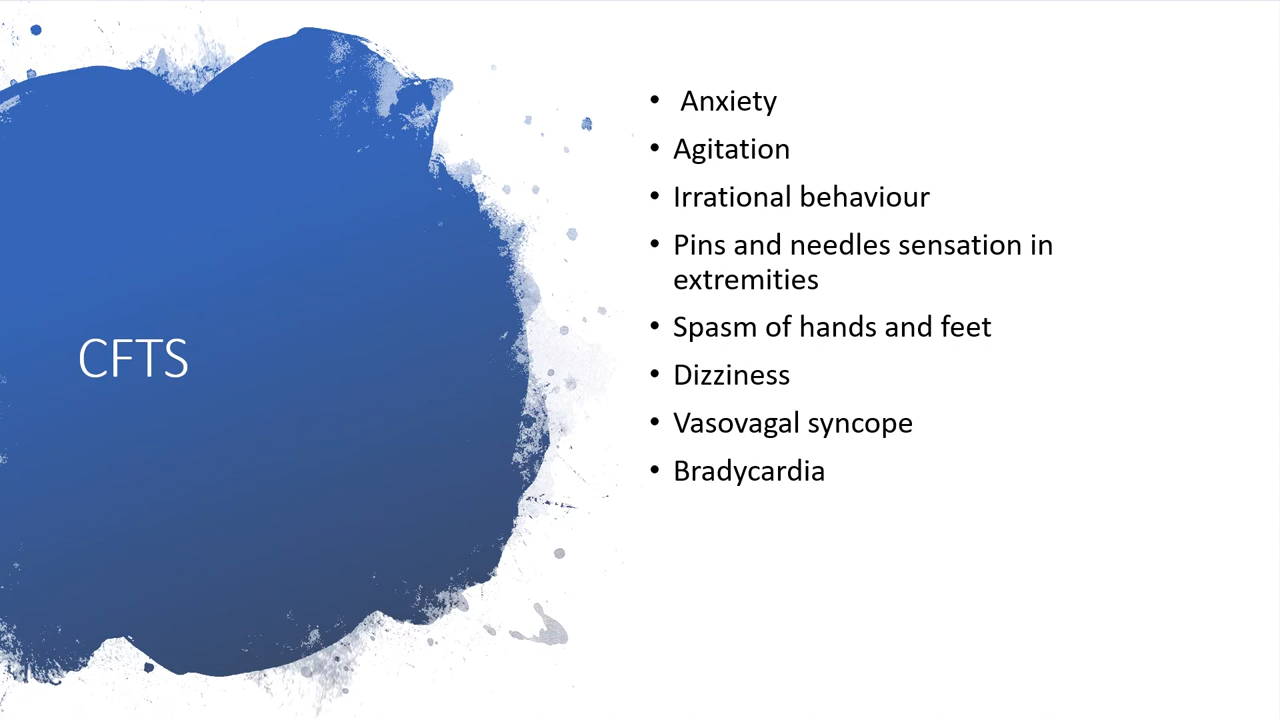 CFTS
• Anxiety
• Agitation
• Irrational behaviour
• Pins and needles sensation in
extremities
• Spasm of hands and feet
• Dizziness
• Vasovagal syncope
• Bradycardia